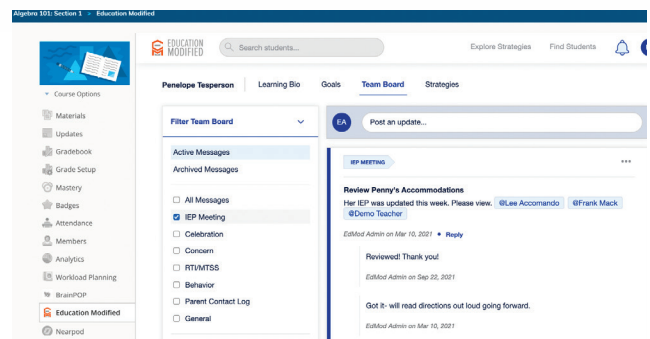 Algebro 101: Section 1 > Education Modified
EDUCATION
MODIFIED
Search students...
Explore Strategies
Find Students
Course Options
Materials
Updates
Gradebook
Grade Setup
Mastery
Badges
Attendance
Members
Analytics
Workload Planning
BrainPOP
Education Modified
Nearpod
Penelope Tesperson
Learning Bio
Goals
Team Board
Strategies
Filter Team Board
Active Messages
Archived Messages
All Messages
IEP Meeting
Celebration
Concern
RTI/MTSS
Behavior
Parent Contact Log
General
EA
Post an update...
IEP MEETING
Review Penny's Accommodations
Her IEP was updated this week. Please view. @Lee Accomando @Frank Mack
@Demo Teacher
EdMod Admin on Mar 10, 2021 • Reply
Reviewed! Thank you!
EdMod Admin on Sep 22, 2021
Got it- will read directions out loud going forward.
EdMod Admin on Mar 10, 2021